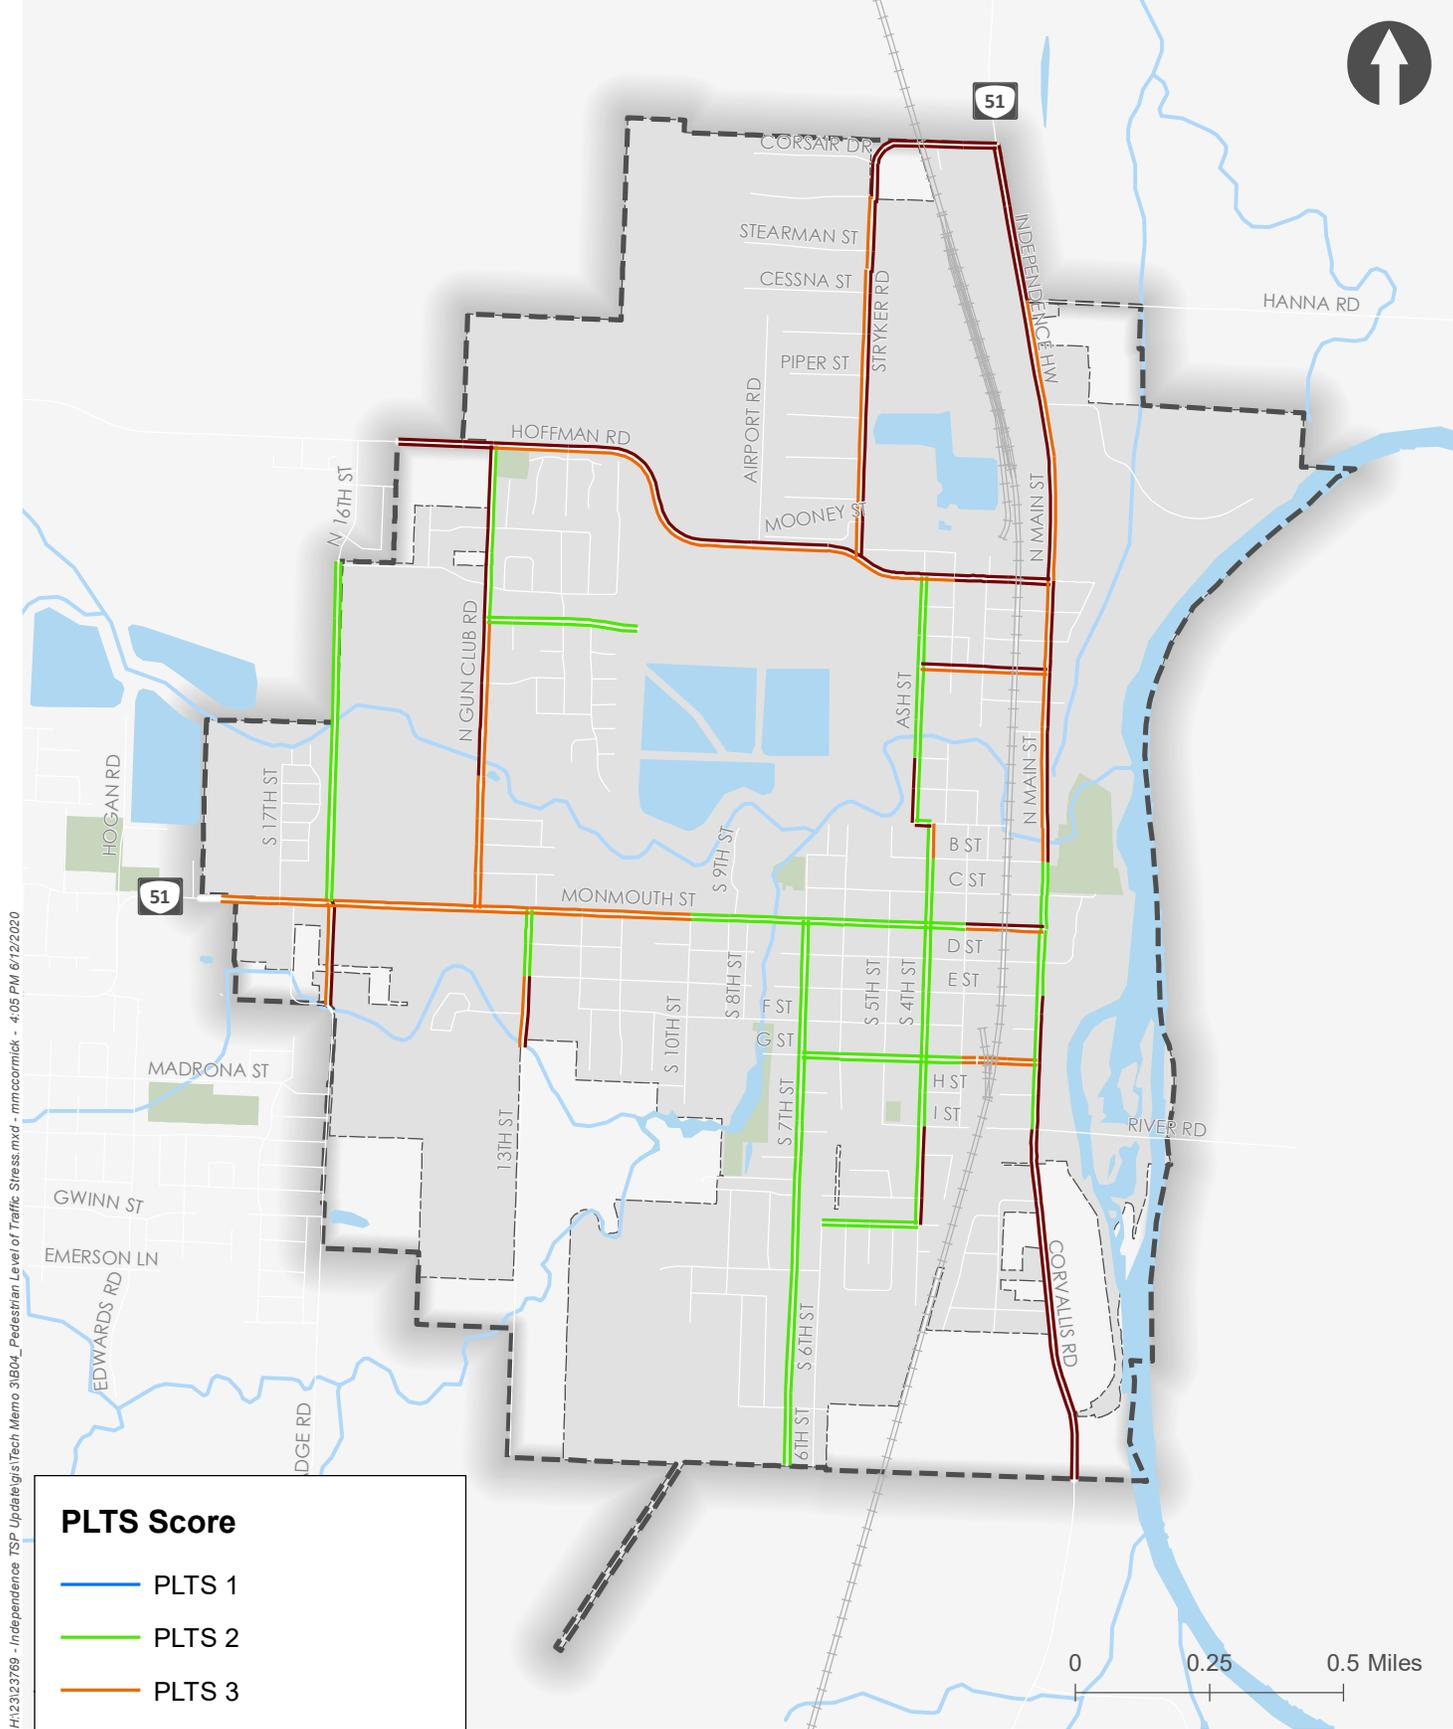 51
CORSAIR DR
STEARMAN ST
CESSNA ST
STRYKER RD
INDEPENDENCE HW
HANNA RD
PIPER ST
AIRPORT RD
HOFFMAN RD
N 16TH ST
MOONEY ST
N MAIN ST
N GUN CLUB RD
ASH ST
HOGAN RD
S 17TH ST
N MAIN ST
S 9TH ST
B ST
C ST
51
MONMOUTH ST
D ST
E ST
S 8TH ST
S 5TH ST
S 4TH ST
F ST
S 10TH ST
G ST
MADRONA ST
H ST
I ST
S 7TH ST
13TH ST
RIVER RD
GWINN ST
EMERSON LN
EDWARDS RD
CORVALLIS RD
S 6TH ST
6TH ST
DGE RD
H:\23\23769 - Independence TSP Update\gis\Tech Memo 3\B04_Pedestrian Level of Traffic Stress.mxd - mmccormick - 4:05 PM 6/12/2020
PLTS Score
PLTS 1
PLTS 2
PLTS 3
0 0.25 0.5 Miles